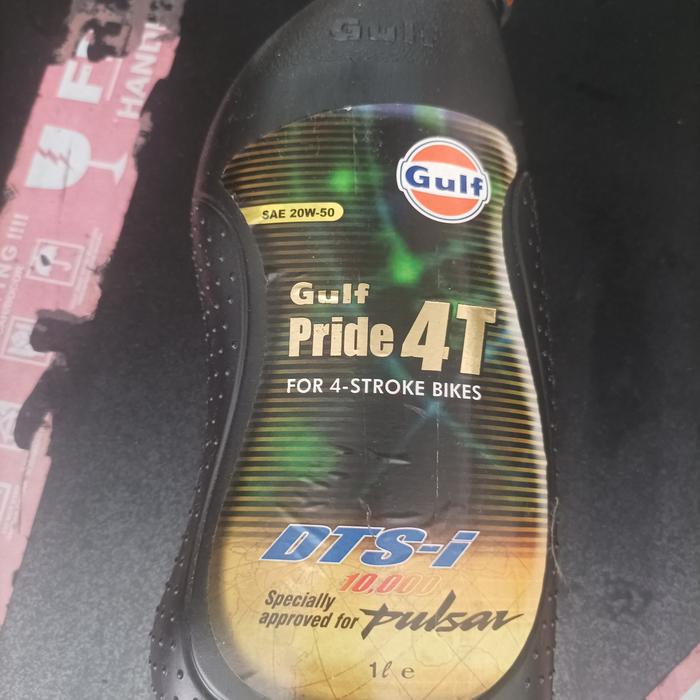 Gulf
Gulf
SAE 20W-50
Gulf
Pride 4T
FOR 4-STROKE BIKES
DTS-i
10,000
Specially
approved for pulsar
1ℓ e
HANDL